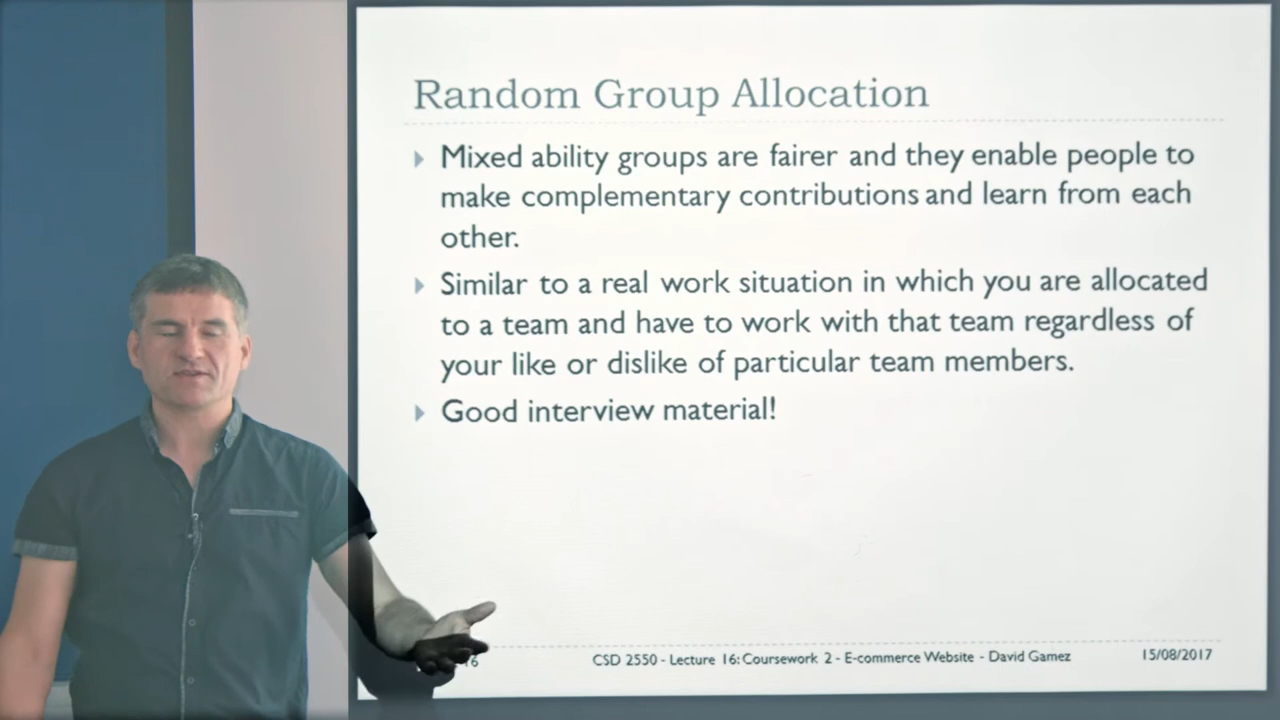 Random Group Allocation
Mixed ability groups are fairer and they enable people to
make complementary contributions and learn from each
other.
Similar to a real work situation in which you are allocated
to a team and have to work with that team regardless of
your like or dislike of particular team members.
Good interview material!
CSD 2550 - Lecture 16: Coursework 2 - E-commerce Website - David Gamez
15/08/2017